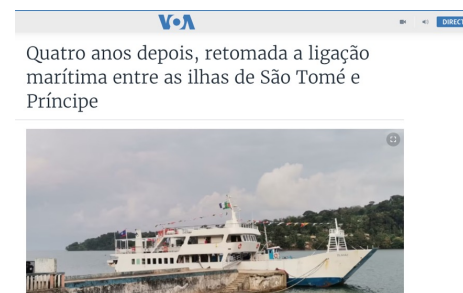 VOA
DIRECT
Quatro anos depois, retomada a ligação
marítima entre as ilhas de São Tomé e
Príncipe